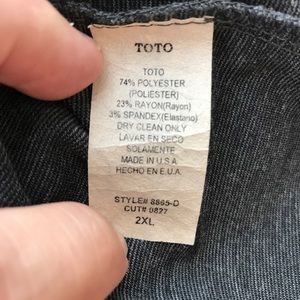 TOTO
TOTO
74% POLYESTER
(POLIESTER)
23% RAYON(Rayon)
3% SPANDEX(Elastano)
DRY CLEAN ONLY
LAVAR EN SECO
SOLAMENTE
MADE IN U.S.A
HECHO EN E.U.A.
STYLE# 8865-D
CUT# 9827
2XL